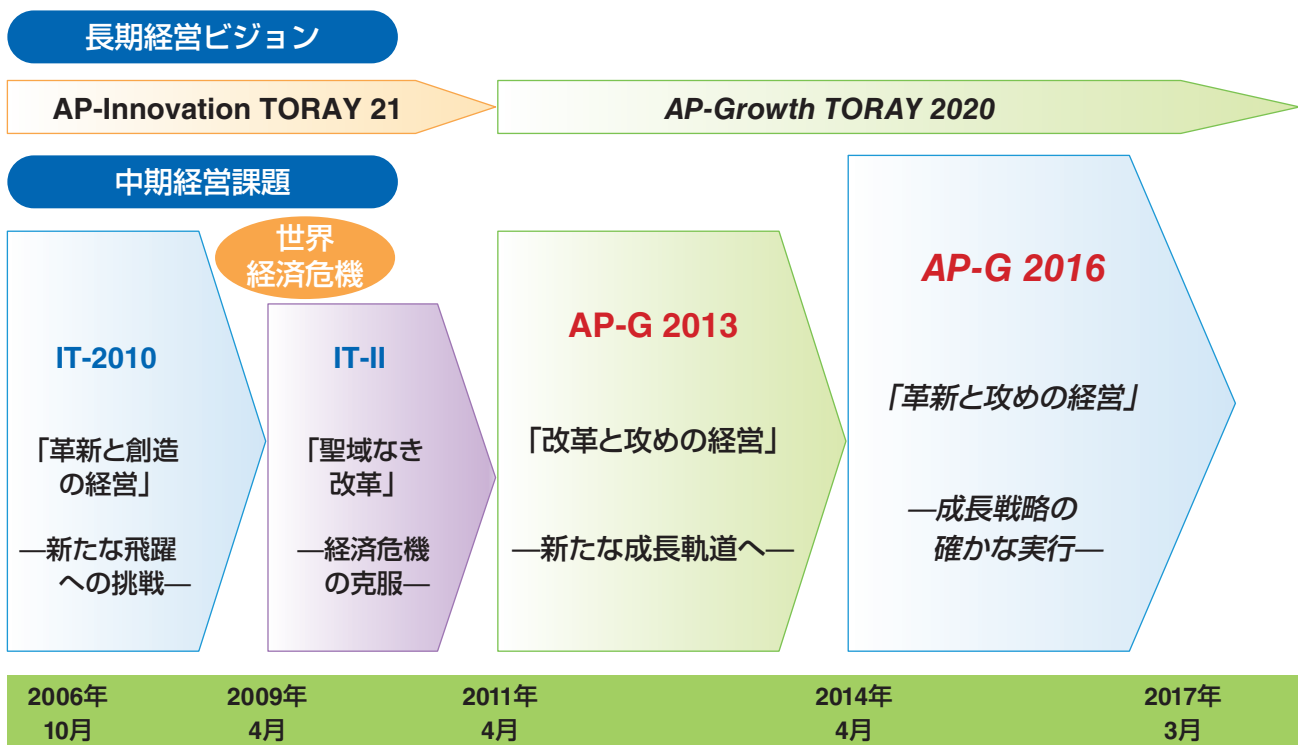 長期経営ビジョン
AP-Innovation TORAY 21
AP-Growth TORAY 2020
中期経営課題
世界
経済危機
IT-2010
「革新と創造
の経営」
―新たな飛躍
への挑戦―
IT-II
「聖域なき
改革」
―経済危機
の克服―
AP-G 2013
「改革と攻めの経営」
―新たな成長軌道へ―
AP-G 2016
「革新と攻めの経営」
―成長戦略の
確かな実行―
2006年
10月
2009年
4月
2011年
4月
2014年
4月
2017年
3月